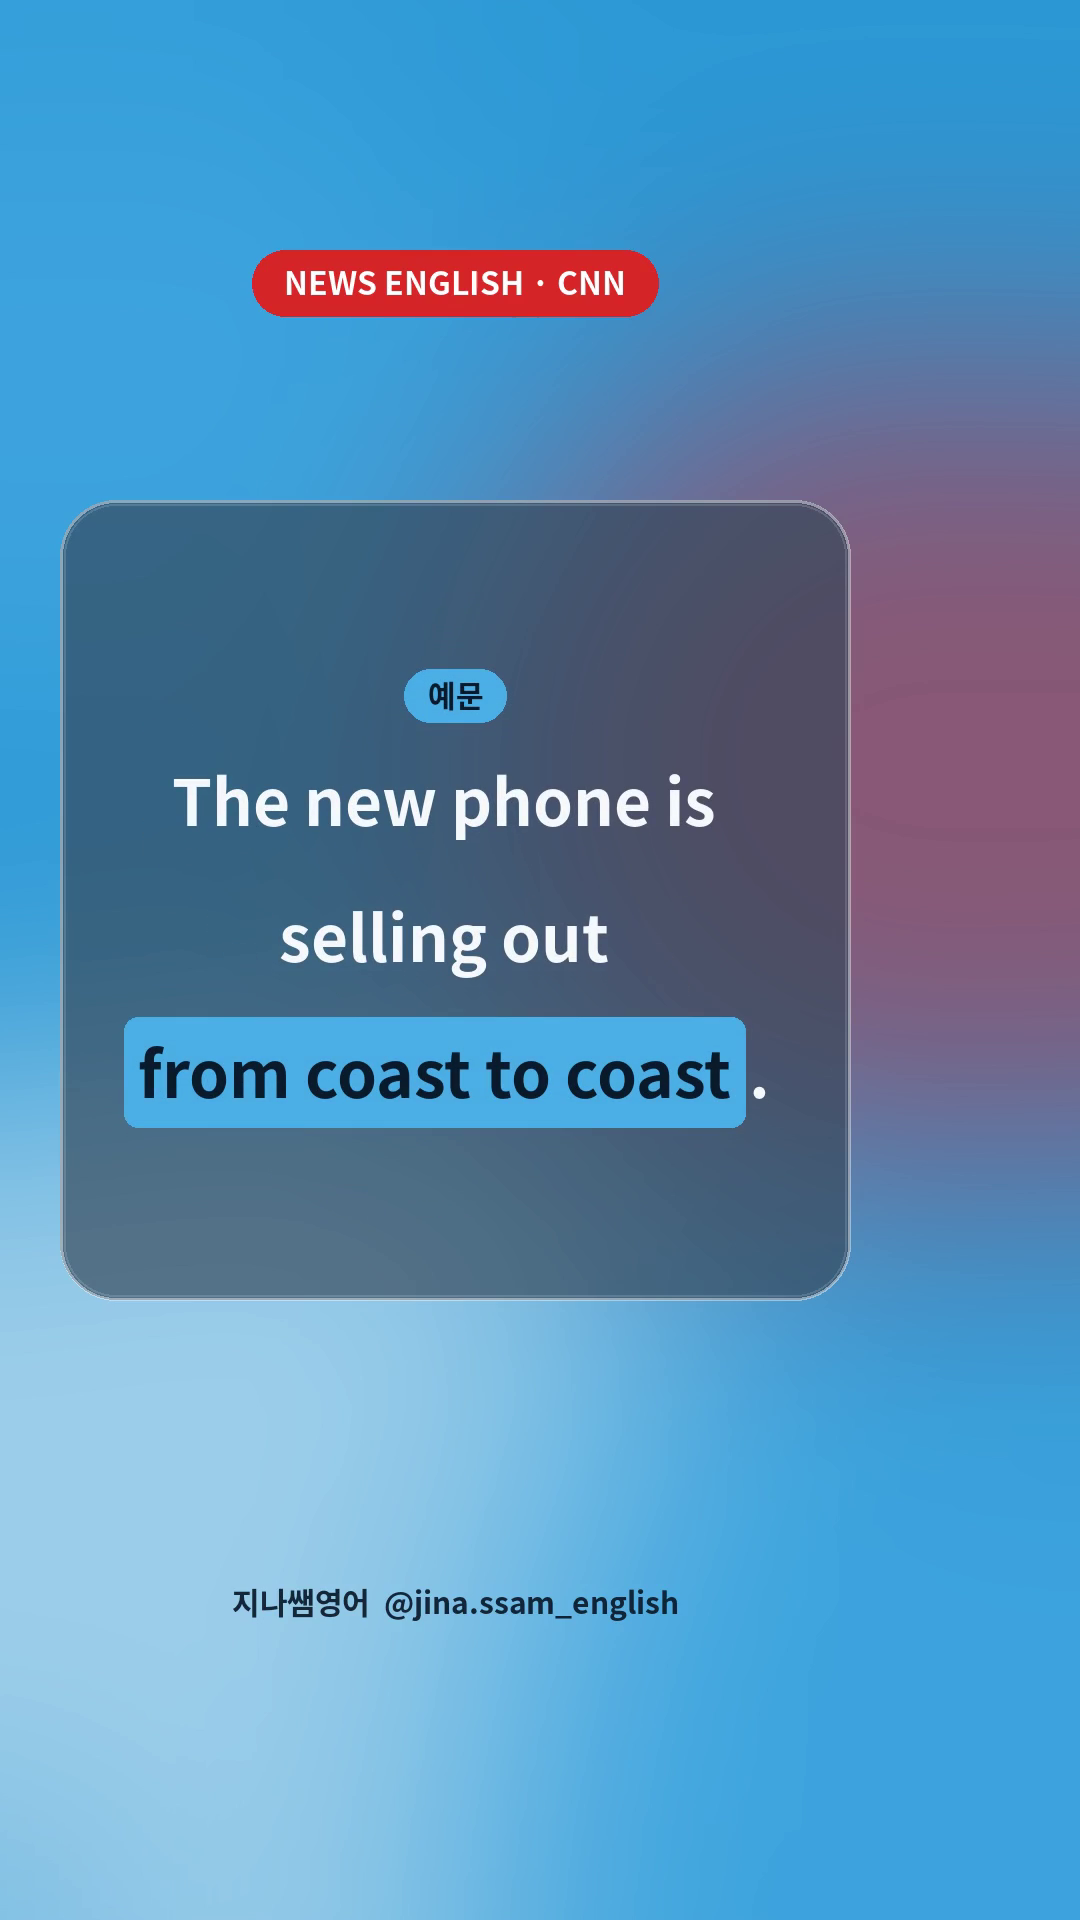 NEWS ENGLISH · CNN
예문
The new phone is
selling out
from coast to coast.
지나쌤영어 @jina.ssam_english